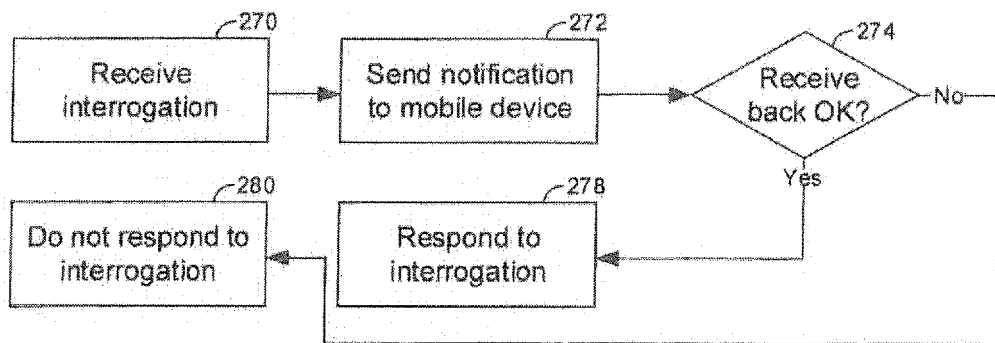 270
Receive
interrogation
272
Send notification
to mobile device
274
Receive
back OK?
No
Yes
280
Do not respond to
interrogation
278
Respond to
interrogation